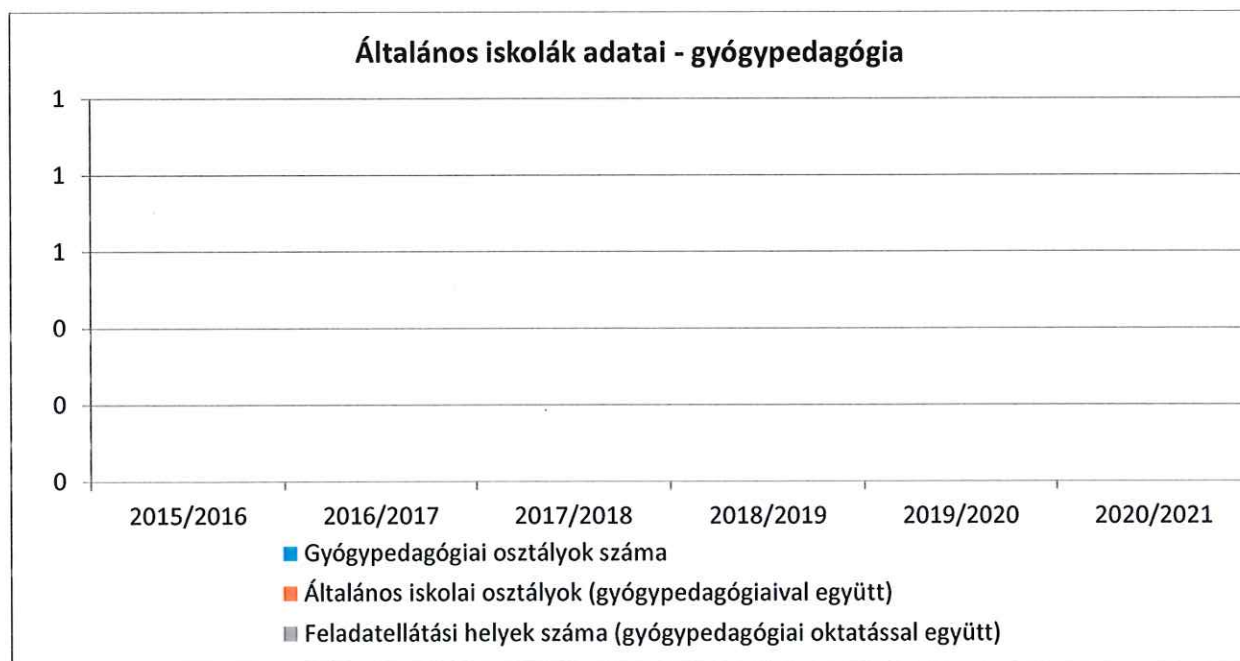 Általános iskolák adatai - gyógypedagógia
1
1
1
0
0
0
2015/2016 2016/2017 2017/2018 2018/2019 2019/2020 2020/2021
Gyógypedagógiai osztályok száma
Általános iskolai osztályok (gyógypedagógiaival együtt)
Feladatellátási helyek száma (gyógypedagógiai oktatással együtt)